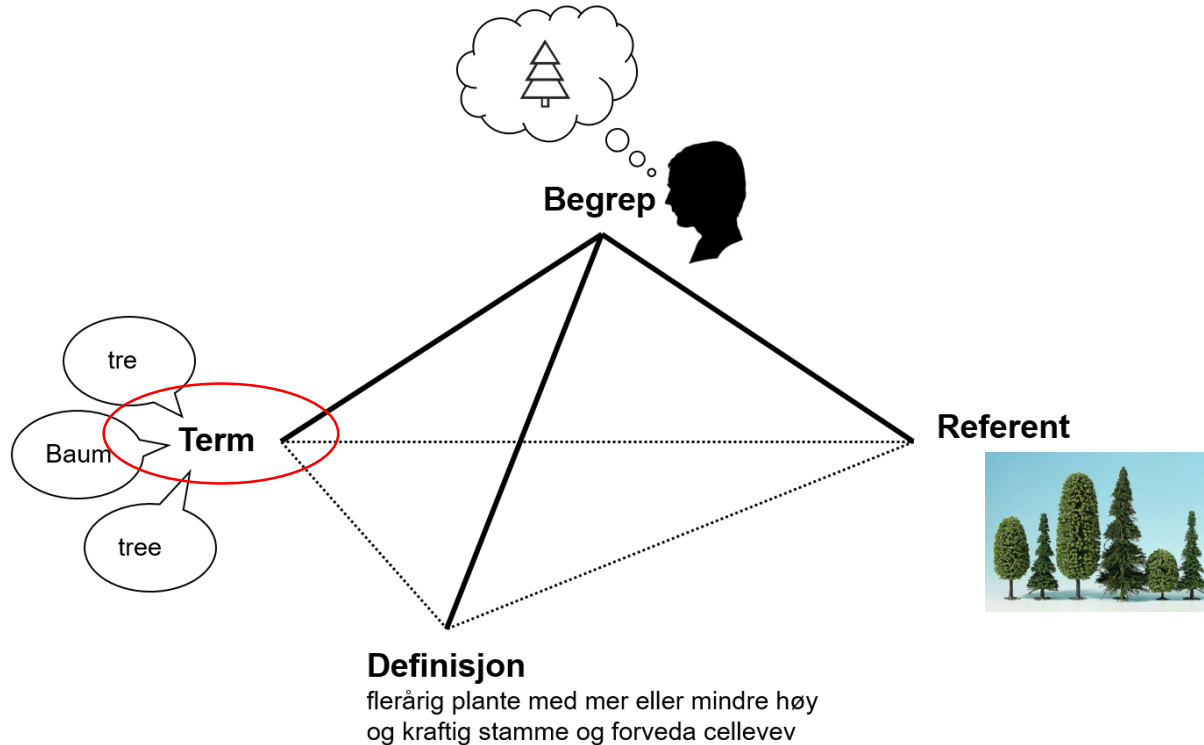 Begrep
tre
Baum
Term
tree
Referent
Definisjon
flerårig plante med mer eller mindre høy
og kraftig stamme og forveda cellevev